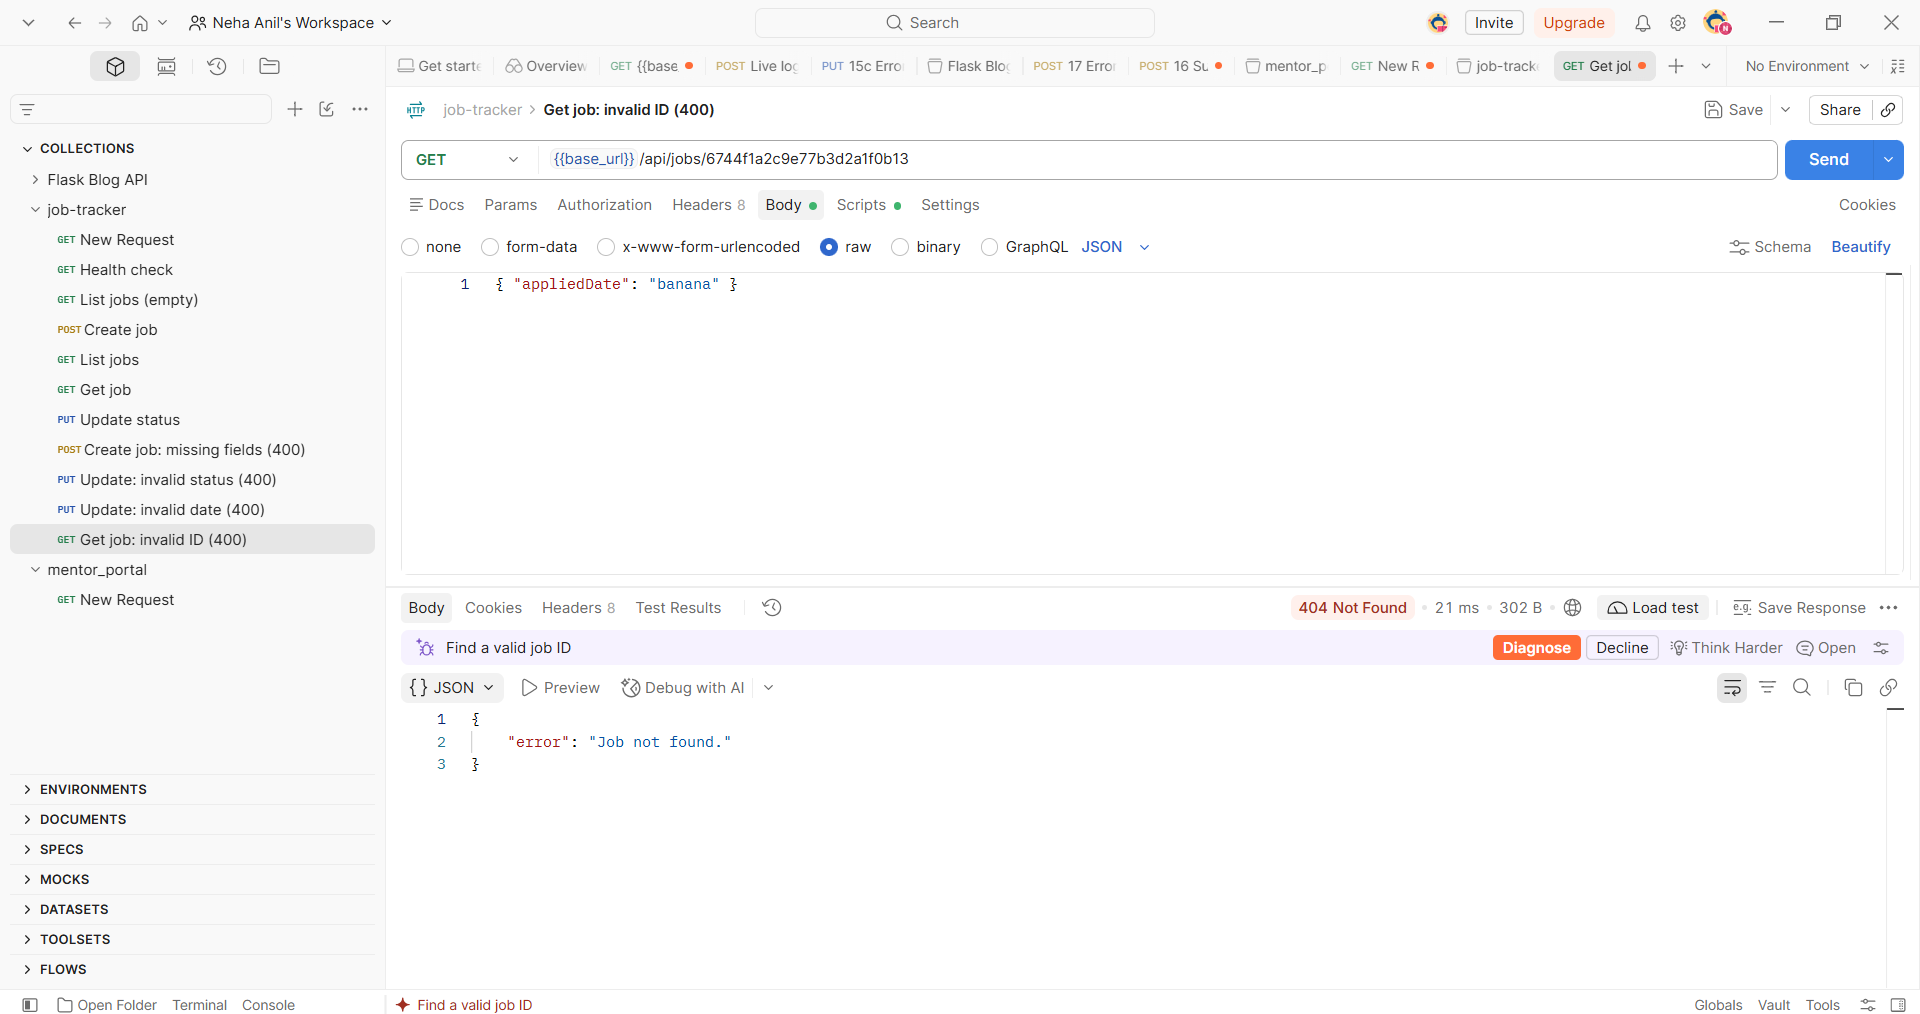 Neha Anil's Workspace
Search
Invite
Upgrade
Get starte
Overview
GET {{base_
POST Live log
PUT 15c Erro
Flask Blog
POST 17 Erro
POST 16 Su
mentor_p
GET New R
job-track
GET Get jo
No Environment
job-tracker > Get job: invalid ID (400)
Save
Share
COLLECTIONS
Flask Blog API
job-tracker
GET New Request
GET Health check
GET List jobs (empty)
POST Create job
GET List jobs
GET Get job
PUT Update status
POST Create job: missing fields (400)
PUT Update: invalid status (400)
PUT Update: invalid date (400)
GET Get job: invalid ID (400)
mentor_portal
GET New Request
ENVIRONMENTS
DOCUMENTS
SPECS
MOCKS
DATASETS
TOOLSETS
FLOWS
HTTP
GET
{{base_url}} /api/jobs/6744f1a2c9e77b3d2a1f0b13
Send
Docs Params Authorization Headers 8 Body Scripts Settings
Cookies
none form-data x-www-form-urlencoded raw binary GraphQL JSON
Schema Beautify
1 { "appliedDate": "banana" }
Body Cookies Headers 8 Test Results
404 Not Found • 21 ms • 302 B
Load test
e.g. Save Response
Find a valid job ID
Diagnose Decline Think Harder Open
{} JSON Preview Debug with AI
1 {
2 "error": "Job not found."
3 }
Open Folder Terminal Console
Find a valid job ID
Globals Vault Tools